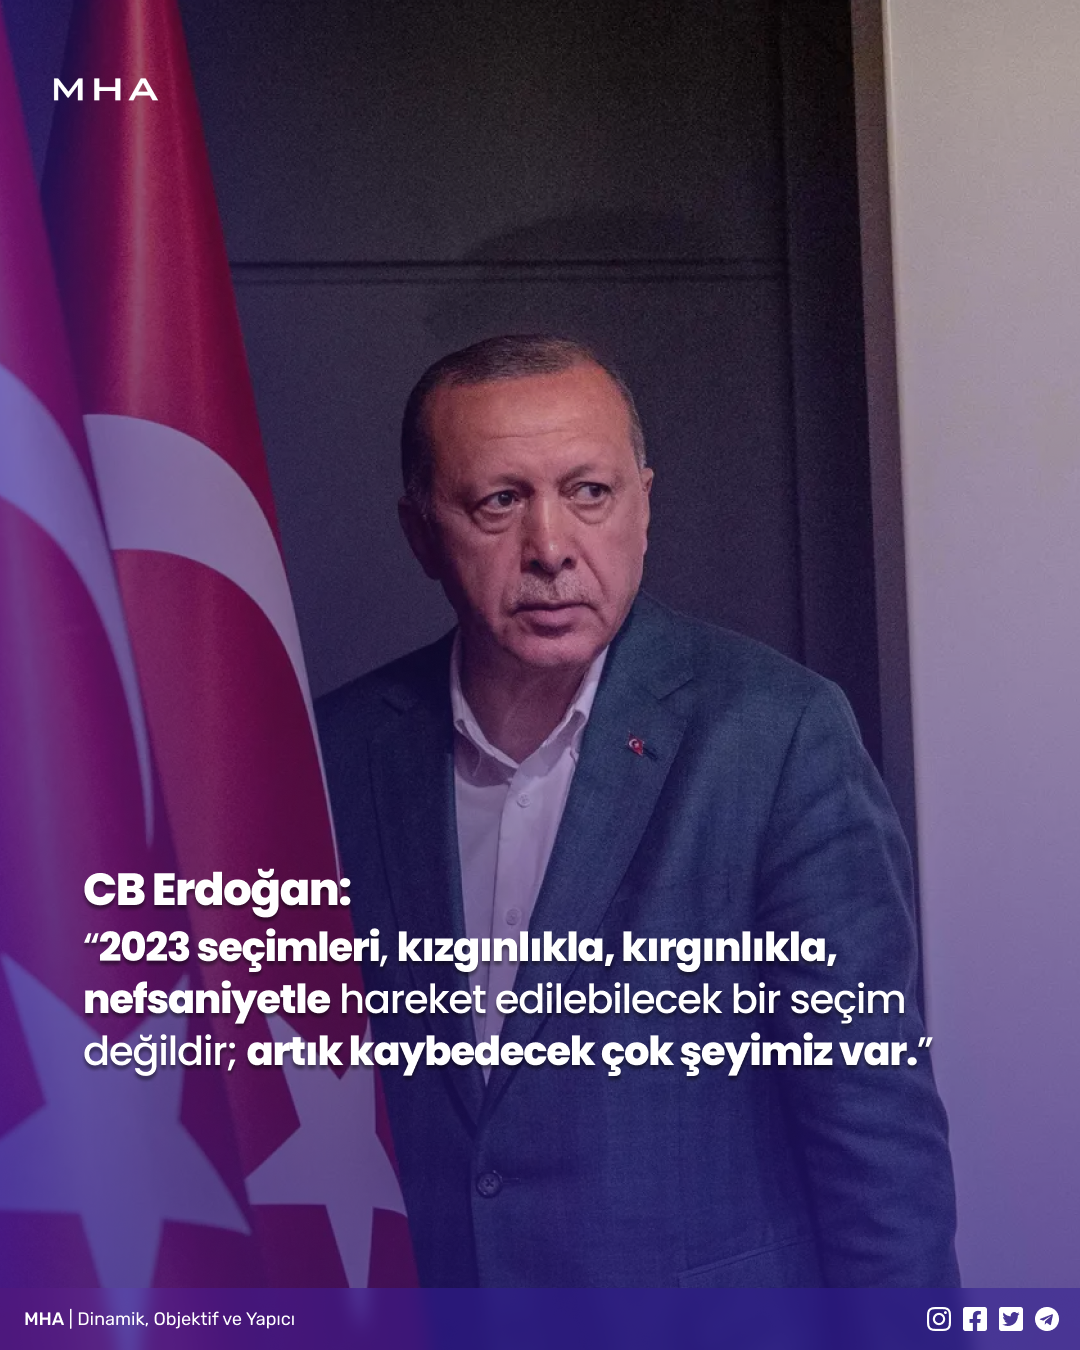 MHA
CB Erdoğan:
“2023 seçimleri, kızgınlıkla, kırgınlıkla,
nefsaniyetle hareket edilebilecek bir seçim
değildir; artık kaybedecek çok şeyimiz var.”
MHA | Dinamik, Objektif ve Yapıcı